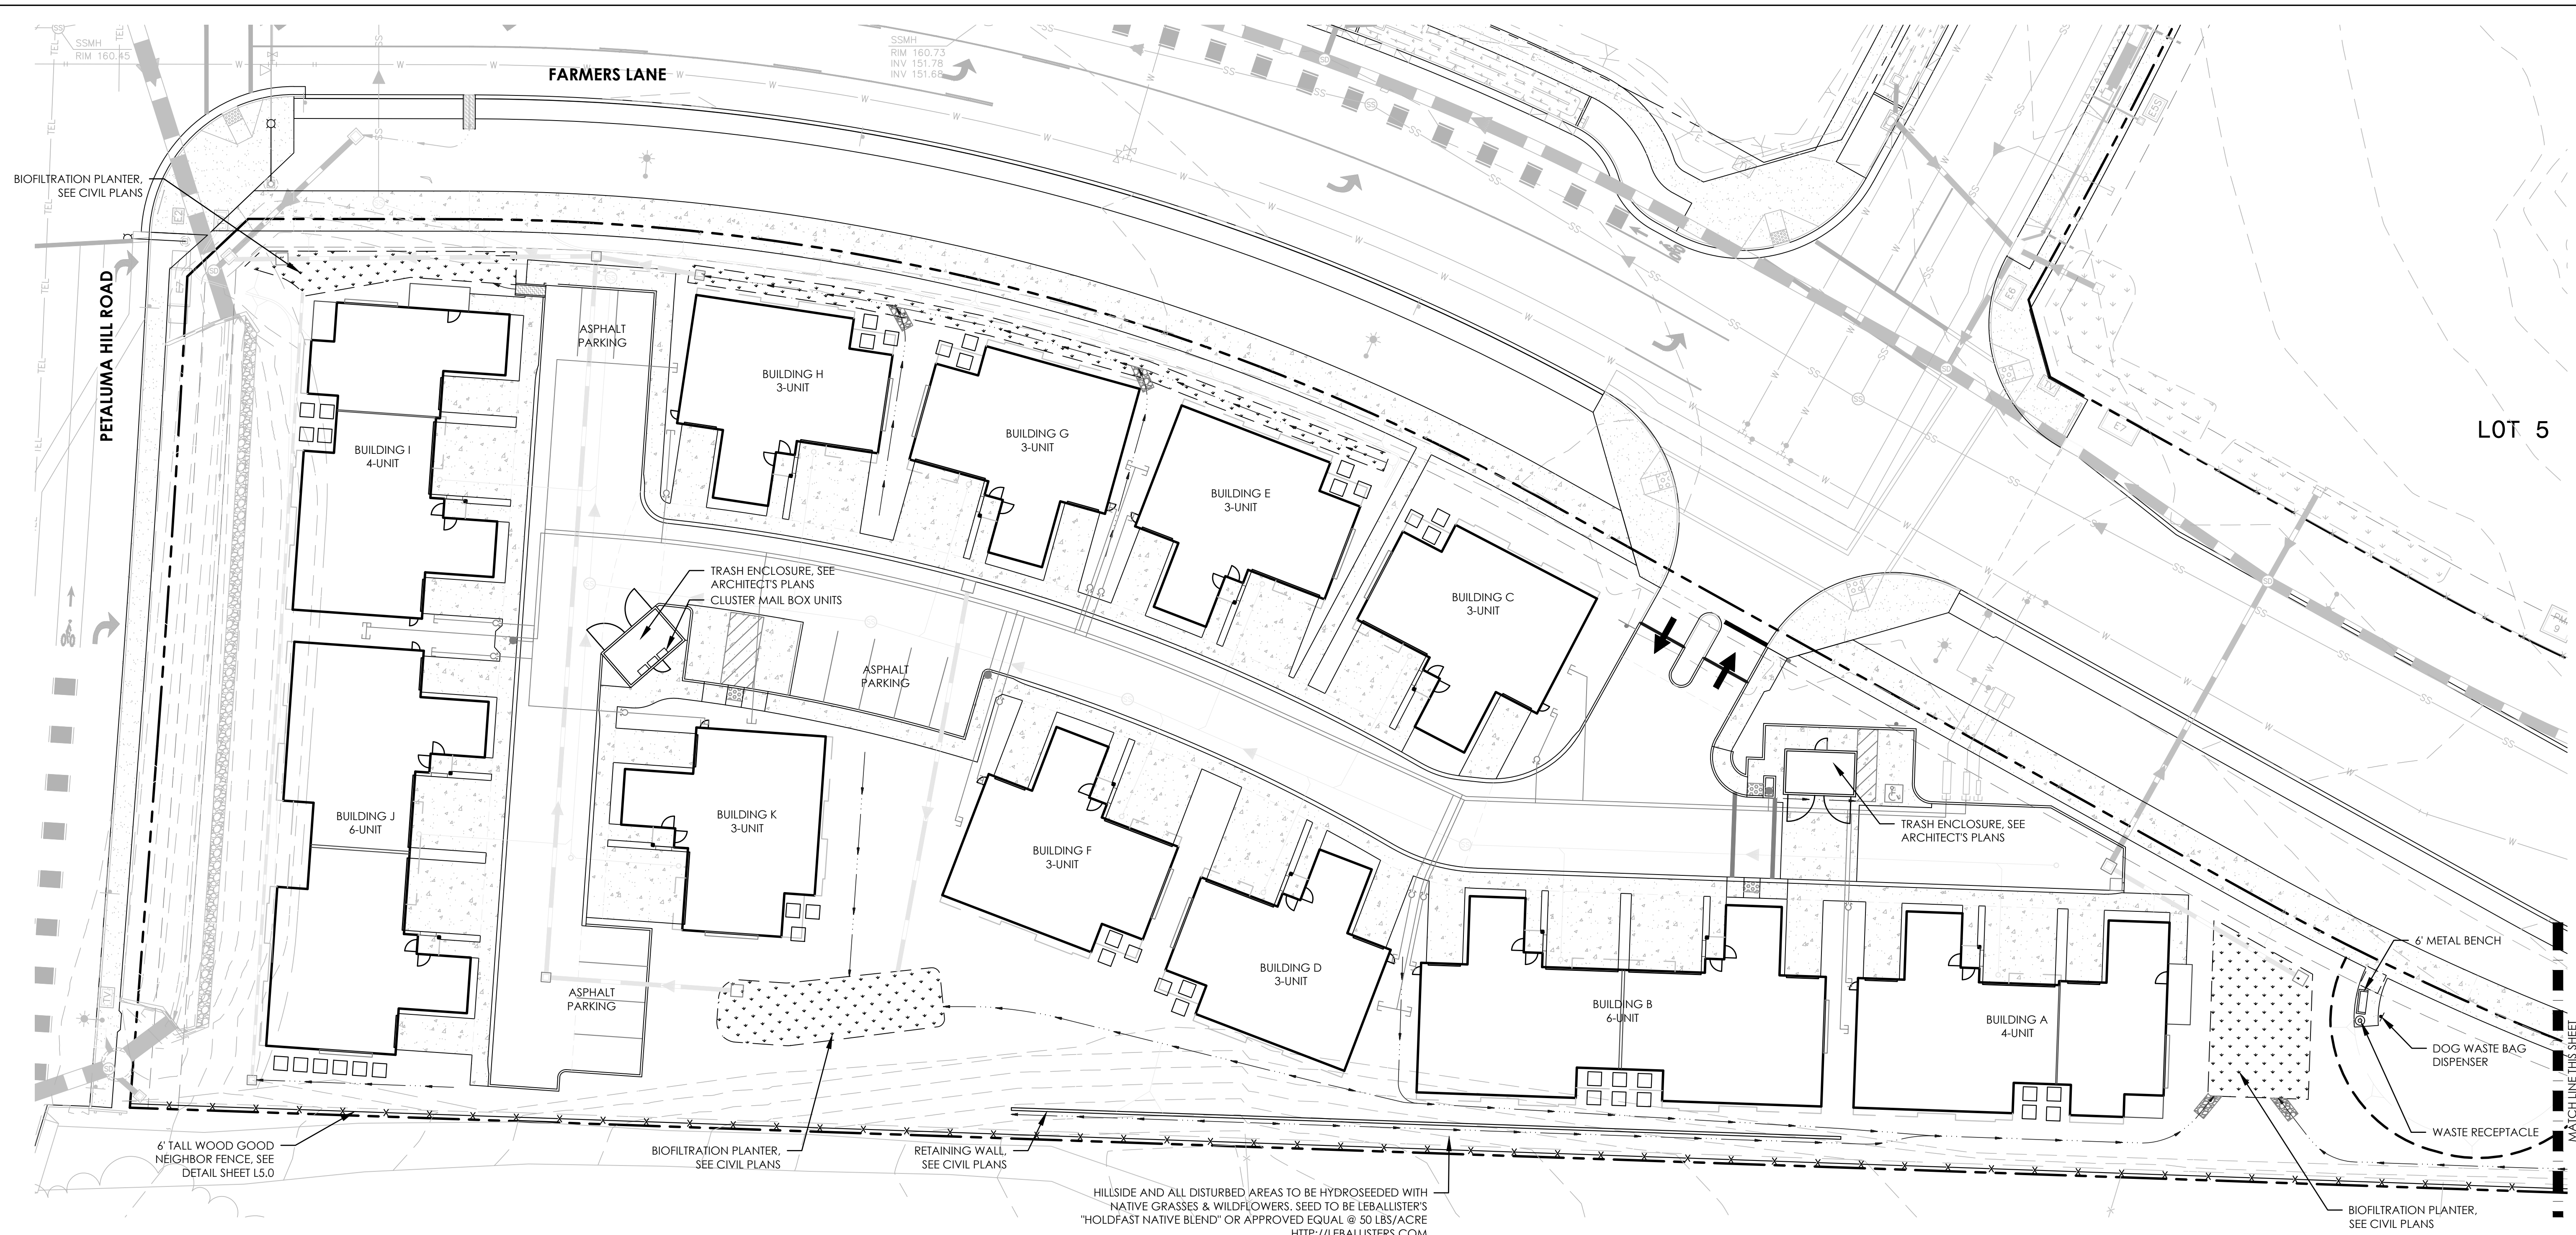 SSMH
RIM 160.45
FARMERS LANE
SSMH
RIM 160.73
INV 151.78
INV 151.68
BIOFILTRATION PLANTER,
SEE CIVIL PLANS
PETALUMA HILL ROAD
ASPHALT
PARKING
BUILDING H
3-UNIT
BUILDING G
3-UNIT
BUILDING I
4-UNIT
BUILDING E
3-UNIT
BUILDING C
3-UNIT
LOT 5
TRASH ENCLOSURE, SEE
ARCHITECT'S PLANS
CLUSTER MAIL BOX UNITS
ASPHALT
PARKING
BUILDING J
6-UNIT
BUILDING K
3-UNIT
BUILDING F
3-UNIT
TRASH ENCLOSURE, SEE
ARCHITECT'S PLANS
BUILDING D
3-UNIT
BUILDING B
6-UNIT
BUILDING A
4-UNIT
ASPHALT
PARKING
6' METAL BENCH
DOG WASTE BAG
DISPENSER
WASTE RECEPTACLE
MATCH LINE THIS SHEET
6' TALL WOOD GOOD
NEIGHBOR FENCE, SEE
DETAIL SHEET L5.0
BIOFILTRATION PLANTER,
SEE CIVIL PLANS
RETAINING WALL,
SEE CIVIL PLANS
HILLSIDE AND ALL DISTURBED AREAS TO BE HYDROSEEDED WITH
NATIVE GRASSES & WILDFLOWERS. SEED TO BE LEBALLISTER'S
"HOLDFAST NATIVE BLEND" OR APPROVED EQUAL @ 50 LBS/ACRE
HTTP://LEBALLISTERS.COM
BIOFILTRATION PLANTER,
SEE CIVIL PLANS